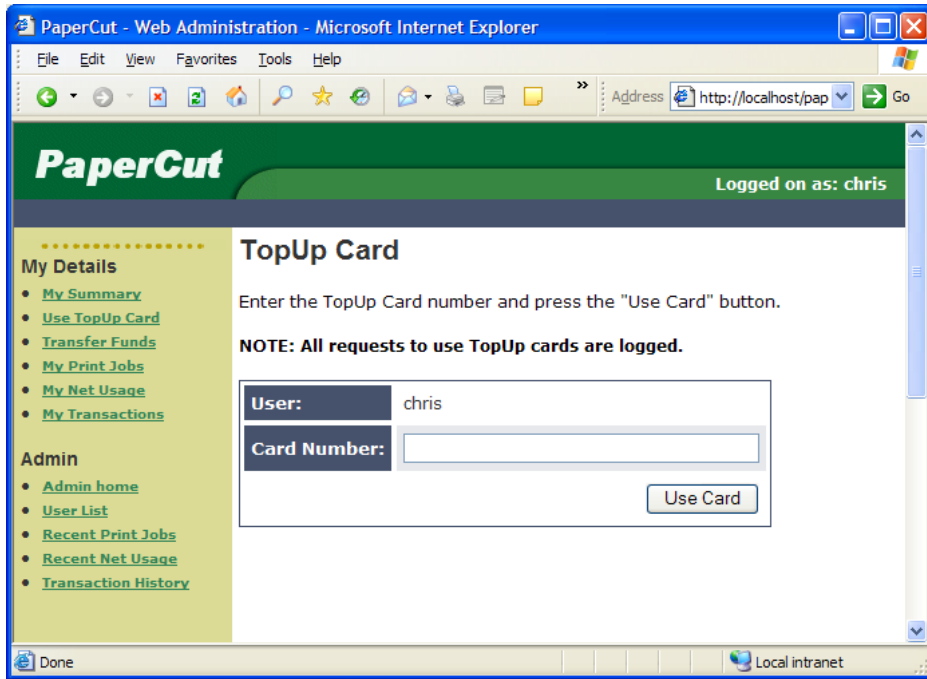 PaperCut - Web Administration - Microsoft Internet Explorer
File Edit View Favorites Tools Help
» Address http://localhost/pap Go
PaperCut
Logged on as: chris
My Details
My Summary
Use TopUp Card
Transfer Funds
My Print Jobs
My Net Usage
My Transactions
Admin
Admin home
User List
Recent Print Jobs
Recent Net Usage
Transaction History
TopUp Card
Enter the TopUp Card number and press the "Use Card" button.
NOTE: All requests to use TopUp cards are logged.
User: chris
Card Number:
Use Card
Done Local intranet